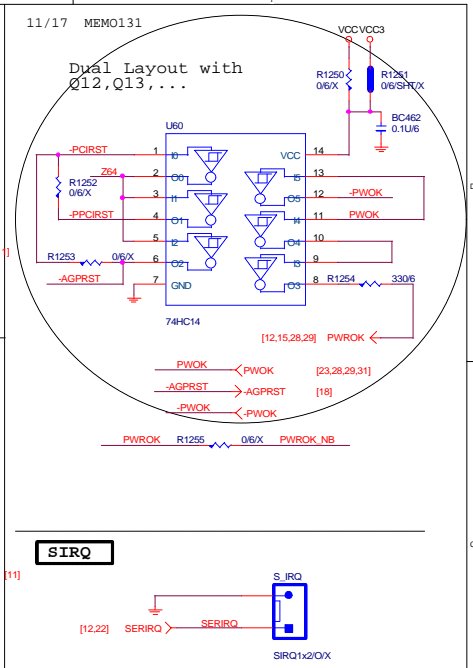 11/17 MEMO131
VCC VCC3
Dual Layout with
Q12,Q13,...
R1250
0/6/X
R1251
0/6/SHT/X
BC462
0.1U/6
U60
-PCIRST
1
I0
VCC
14
Z64
2
O0
I5
13
R1252
0/6/X
3
I1
O5
12
-PWOK
-PPCIRST
4
O1
I4
11
PWOK
5
I2
O4
10
R1253
0/6/X
6
O2
I3
9
-AGPRST
7
GND
O3
8
R1254
330/6
74HC14
1]
[12,15,28,29] PWROK
PWOK
PWOK
[23,28,29,31]
-AGPRST
-AGPRST
[18]
-PWOK
-PWOK
PWROK
R1255
0/6/X
PWROK_NB
SIRQ
[11]
S_IRQ
[12,22] SERIRQ
SERIRQ
SIRQ1x2/O/X